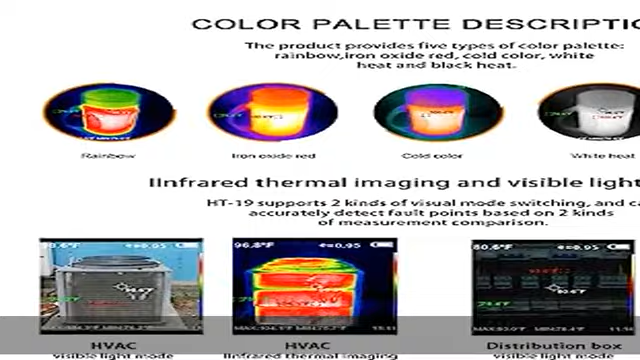 COLOR PALETTE DESCRIPTIO
The product provides five types of color palette:
rainbow,iron oxide red, cold color, white
heat and black heat.
Rainbow Iron oxide red Cold color White heat
IInfrared thermal imaging and visible light
HT-19 supports 2 kinds of visual mode switching, and ca
accurately detect fault points based on 2 kinds
of measurement comparison.
96.8°F ε=0.95
ε=0.95
HVAC HVAC Distribution box
visible light mode IInfrared thermal imaging visible light mode